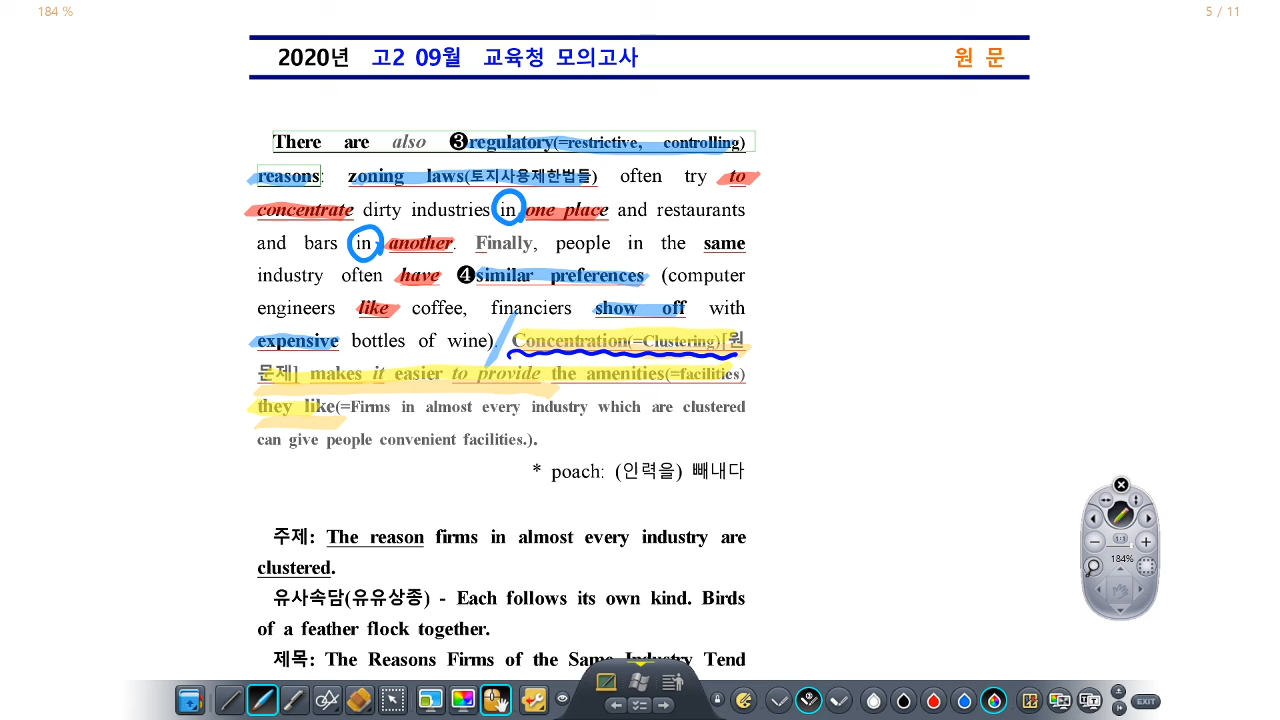 184 %
5 / 11
2020년 고2 09월 교육청 모의고사 원 문
There are also ❸regulatory(=restrictive, controlling)
reasons: zoning laws(토지사용제한법들) often try to
concentrate dirty industries in one place and restaurants
and bars in another. Finally, people in the same
industry often have ❹similar preferences (computer
engineers like coffee, financiers show off with
expensive bottles of wine). Concentration(=Clustering)[원
문제] makes it easier to provide the amenities(=facilities)
they like(=Firms in almost every industry which are clustered
can give people convenient facilities.).
* poach: (인력을) 빼내다
주제: The reason firms in almost every industry are
clustered.
유사속담(유유상종) - Each follows its own kind. Birds
of a feather flock together.
제목: The Reasons Firms of the Same Industry Tend
1:1
184%
EXIT